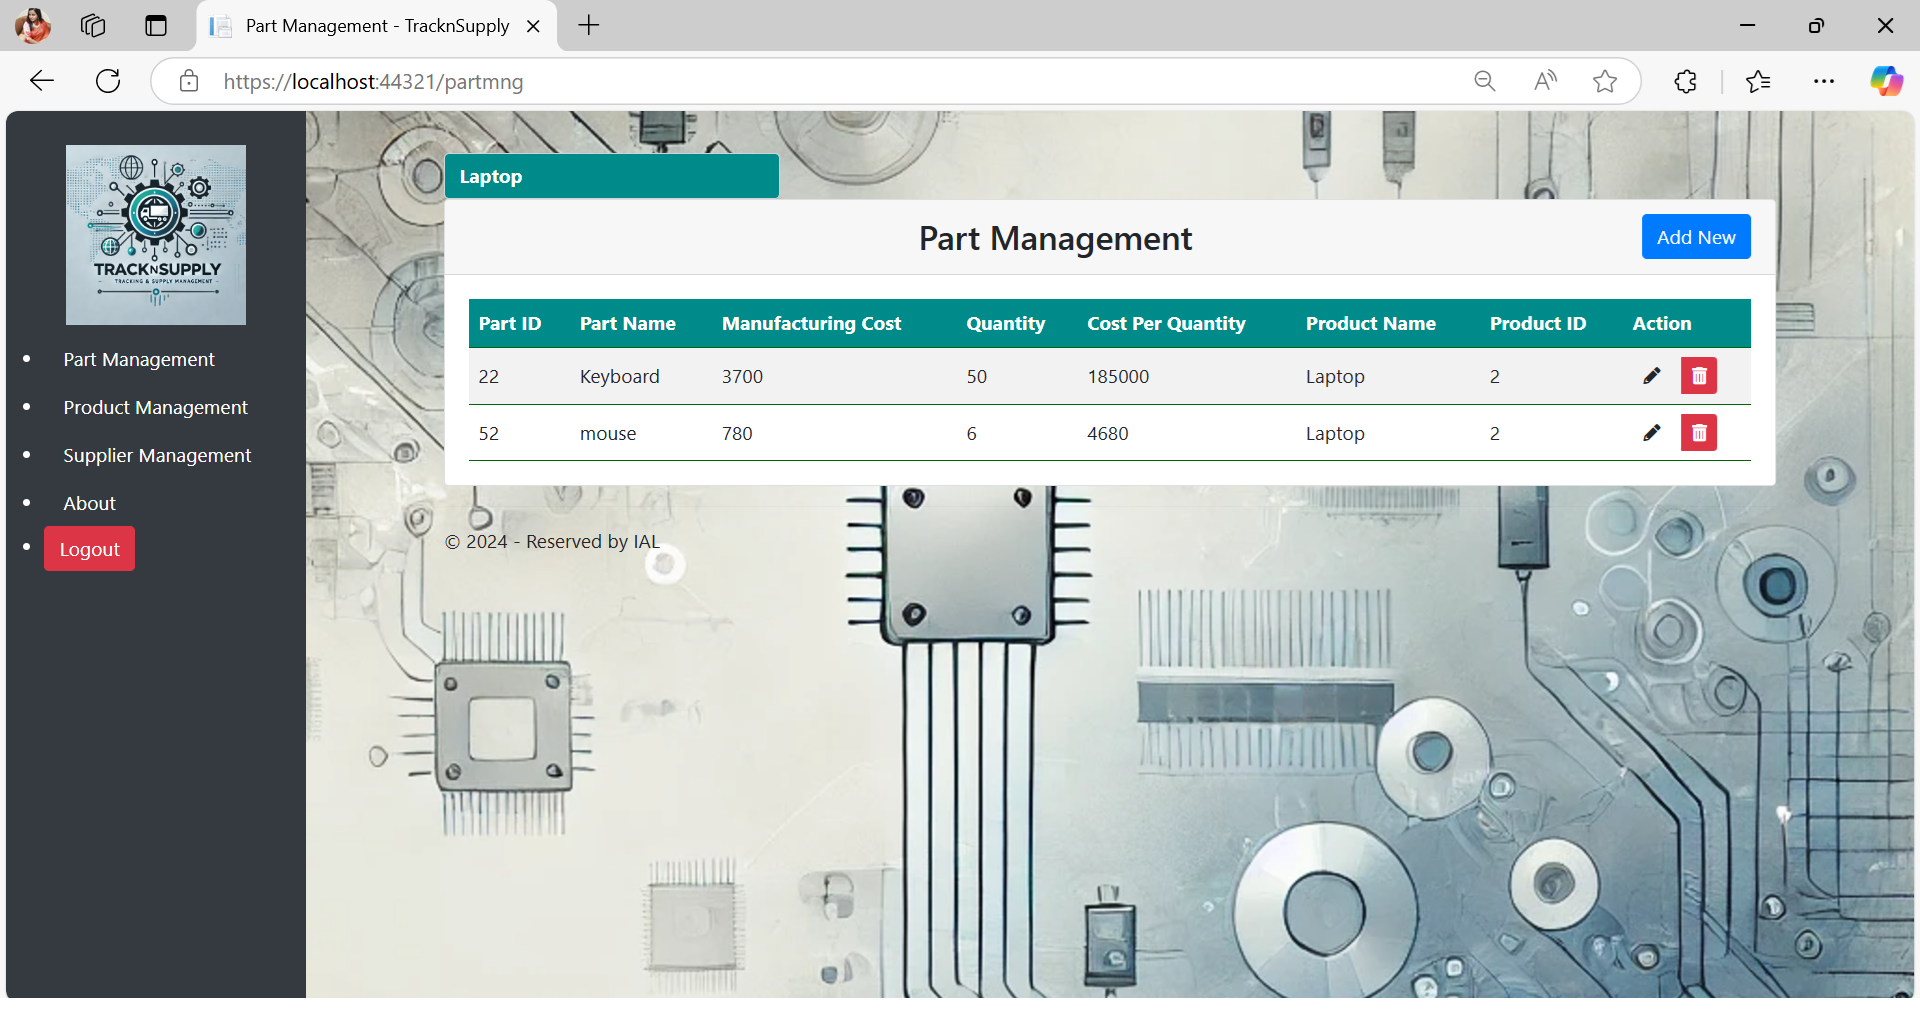 Part Management - TracknSupply
https://localhost:44321/partmng
TRACKNSUPPLY
TRACKING & SUPPLY MANAGEMENT
Part Management
Product Management
Supplier Management
About
Logout
Laptop
Part Management
Add New
Part ID Part Name Manufacturing Cost Quantity Cost Per Quantity Product Name Product ID Action
22 Keyboard 3700 50 185000 Laptop 2
52 mouse 780 6 4680 Laptop 2
© 2024 - Reserved by IAL